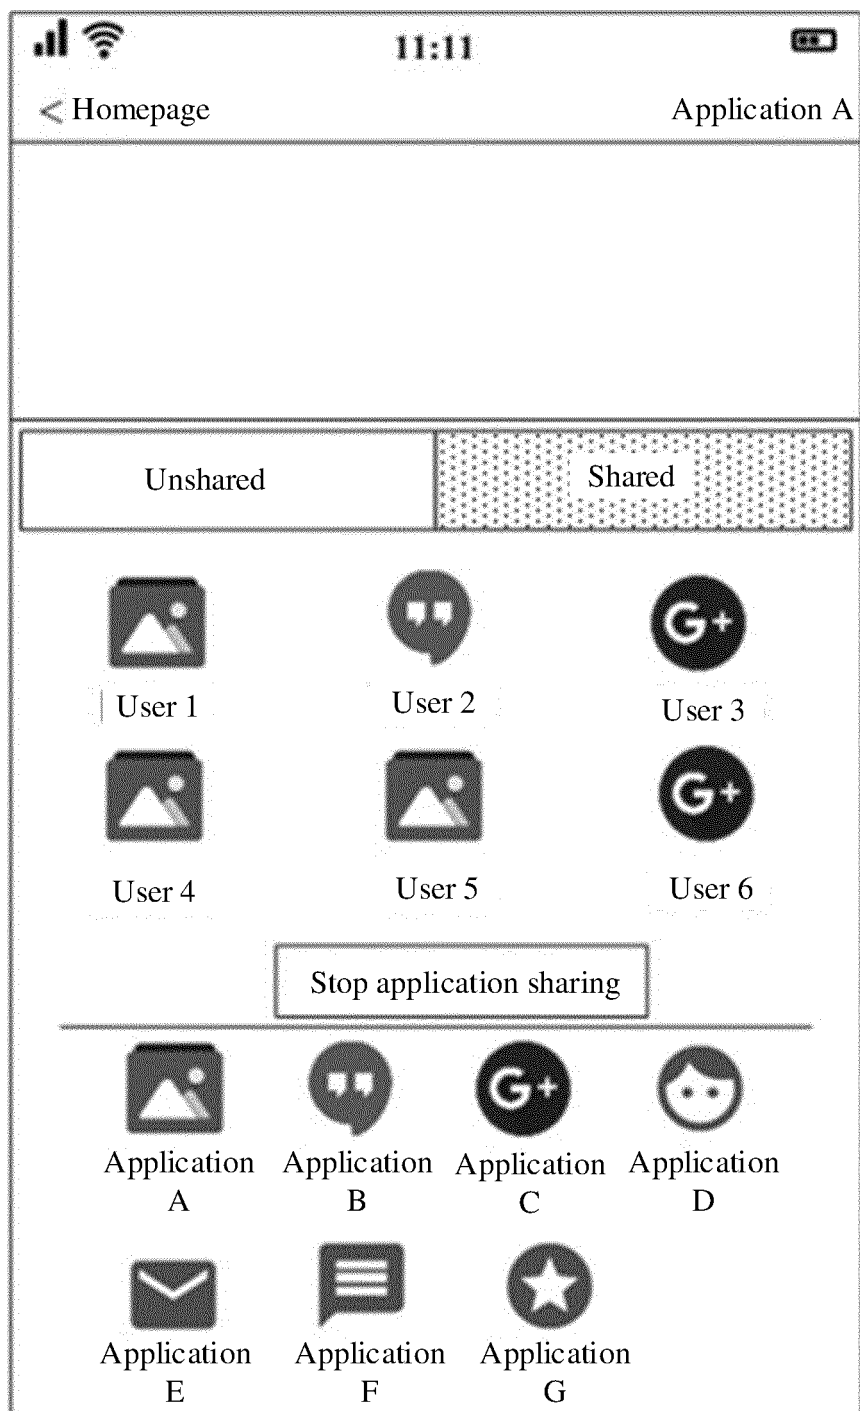 11:11
< Homepage Application A
Unshared Shared
G+
User 1 User 2 User 3
G+
User 4 User 5 User 6
Stop application sharing
G+
Application Application Application Application
A B C D
Application Application Application
E F G